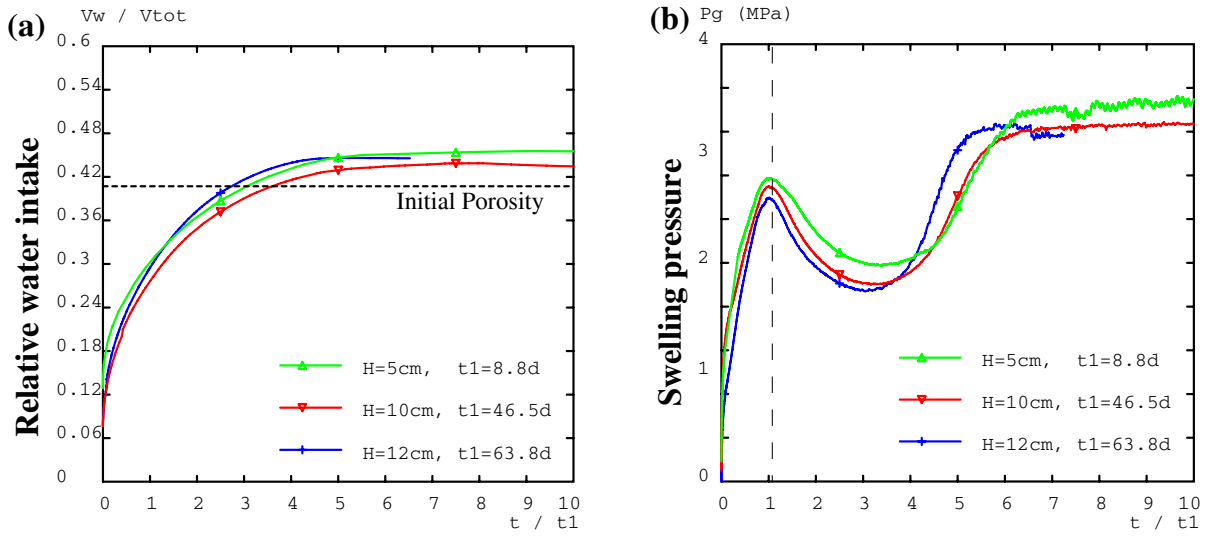 (a)
Vw / Vtot
0.6
0.54
0.48
0.42
0.36
0.3
0.24
0.18
0.12
0.06
0
Relative water intake
Initial Porosity
H=5cm, t1=8.8d
H=10cm, t1=46.5d
H=12cm, t1=63.8d
0 1 2 3 4 5 6 7 8 9 10
t / t1
(b)
Pg (MPa)
4
3
2
1
0
Swelling pressure
H=5cm, t1=8.8d
H=10cm, t1=46.5d
H=12cm, t1=63.8d
0 1 2 3 4 5 6 7 8 9 10
t / t1